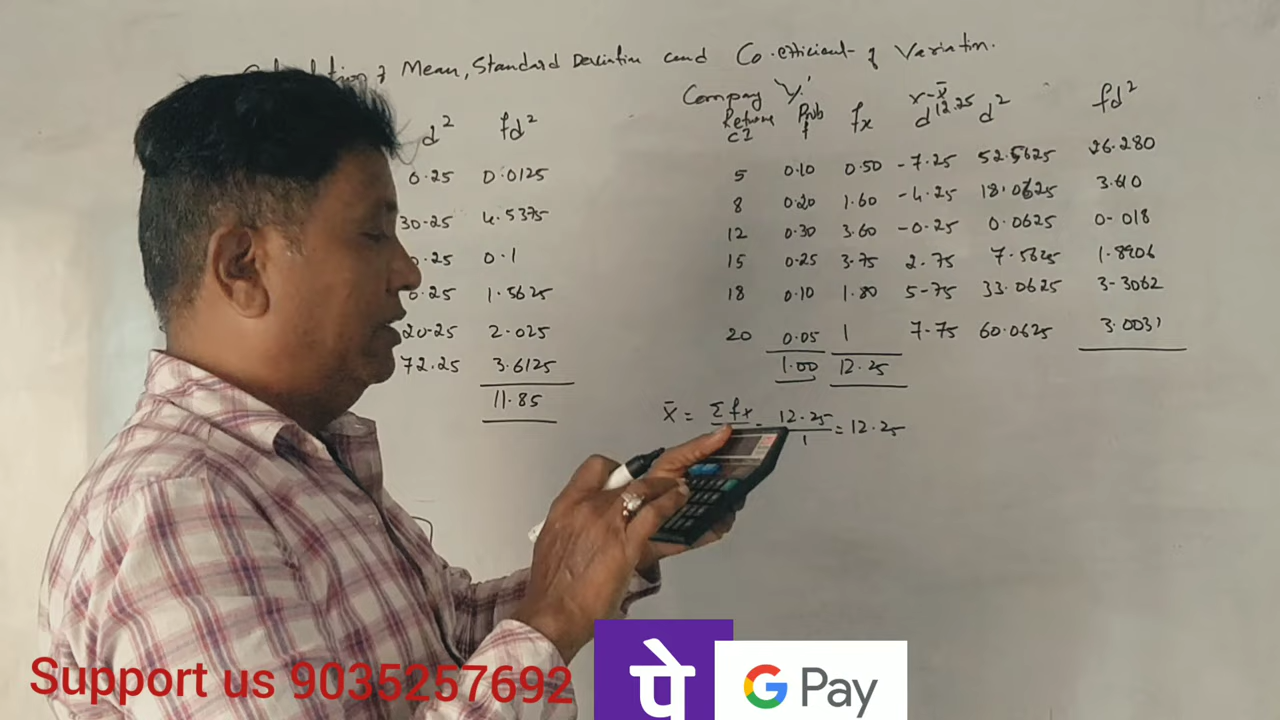 Mean, Standard Deviation and Co-efficient of Variation.
Company 'Y'
x-x̄
d² fd² Returns Prob fx d 12.25 d² fd²
f
0.25 0.0125 5 0.10 0.50 -7.25 52.5625 26.280
30-25 4.5375 8 0.20 1.60 -4.25 18.0625 3.610
.25 0.1 12 0.30 3.60 -0.25 0.0625 0-018
0.25 1.5625 15 0.25 3.75 2.75 7.5625 1.8906
18 0.10 1.80 5-75 33.0625 3-3062
20-25 2.025 20 0.05 1 7-75 60.0625 3.0031
72.25 3.6125 1.00 12.25
11.85
x̄ = Σfx = 12.25 = 12.25
1
Support us 9035257692
पे
G Pay